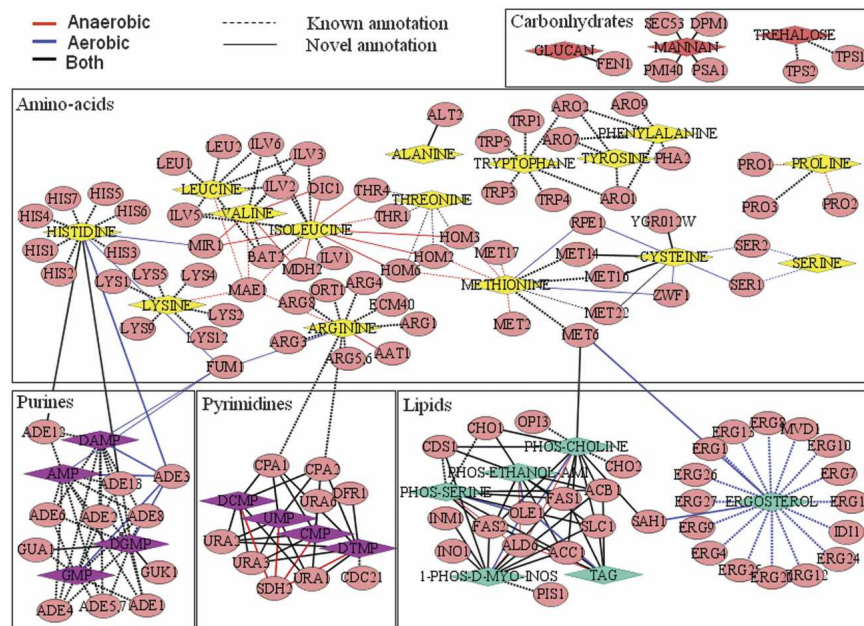 Anaerobic
Aerobic
Both
Known annotation
Novel annotation
Carbonhydrates
SEC53
DPM1
GLUCAN
MANNAN
TREHALOSE
FEN1
PMI40
PSA1
TPS2
TPS1
Amino-acids
ALT2
ALANINE
ARO2
ARO9
TRP1
ARO7
PHENYLALANINE
TRP5
TRYPTOPHANE
TYROSINE
PHA2
TRP3
TRP4
ARO1
PRO1
PROLINE
PRO3
PRO2
LEU2
ILV6
ILV3
LEU1
LEUCINE
ILV2
DIC1
THR4
THREONINE
VALINE
ILV5
ISOLEUCINE
THR1
HIS7
HIS5
HIS4
HIS6
HISTIDINE
HIS1
HIS3
HIS2
MIR1
BAT2
MDH2
ILV1
HOM3
HOM2
HOM6
MET17
RPE1
YGR012W
MET14
SER2
CYSTEINE
SERINE
MET16
METHIONINE
SER1
ZWF1
MET22
MET2
MET6
LYS1
LYS5
LYS4
LYSINE
LYS2
LYS9
LYS12
MAE1
ARG8
ORT1
ARG4
ECM40
ARGININE
ARG1
ARG3
ARG5,6
AAT1
FUM1
Purines
ADE12
DAMP
AMP
ADE13
ADE3
ADE6
ADE8
DGMP
GUA1
GMP
GUK1
ADE4
ADE5,7
ADE1
Pyrimidines
CPA1
CPA2
DCMP
URA6
DFR1
UMP
CMP
DTMP
URA3
SDH2
URA1
CDC21
Lipids
CHO1
OPI3
CDS1
PHOS-CHOLINE
CHO2
PHOS-ETHANOL-AMI
PHOS-SERINE
FAS1
ACB1
OLE1
INM1
FAS2
SLC1
SAH1
INO1
ALD6
ACC1
1-PHOS-D-MYO-INOS
TAG
PIS1
ERG13
ERG8
MVD1
ERG1
ERG10
ERG26
ERG7
ERG27
ERGOSTEROL
ERG9
IDI1
ERG4
ERG24
ERG12